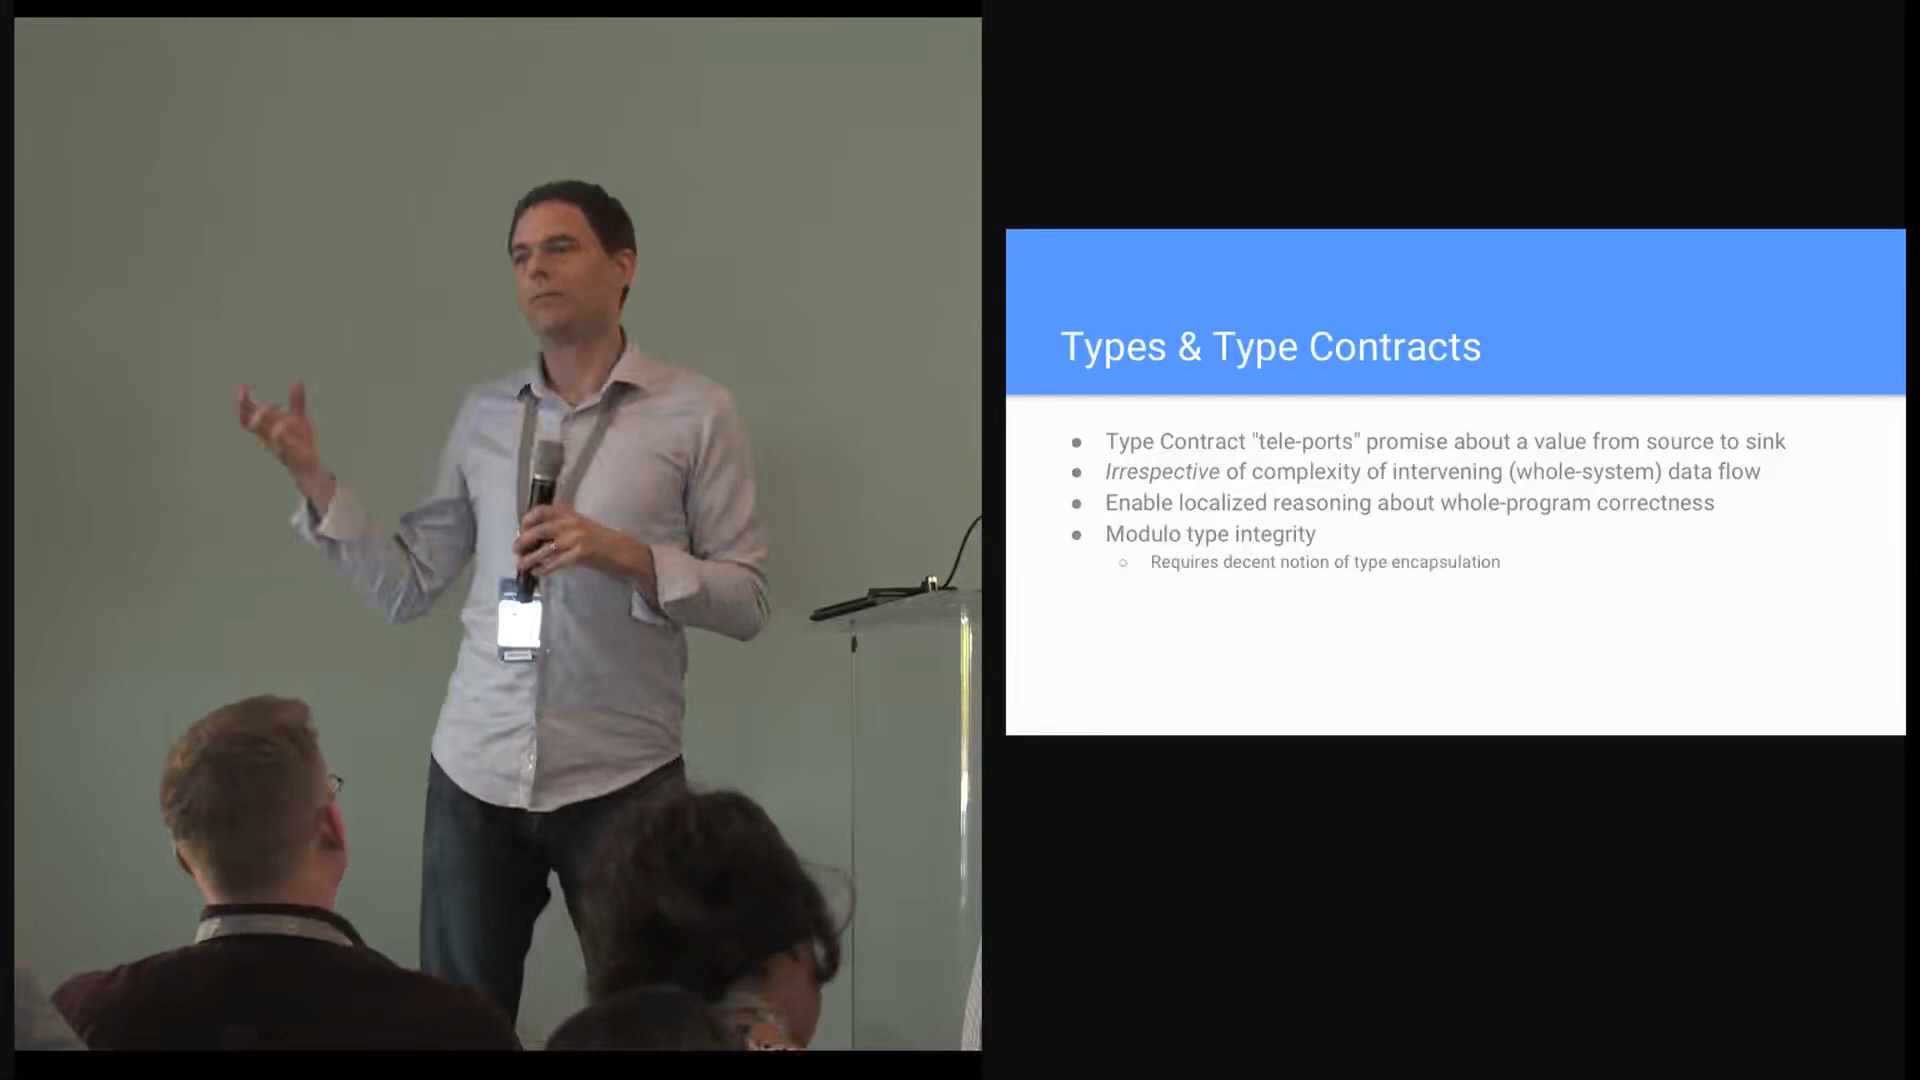 Types & Type Contracts
Type Contract "tele-ports" promise about a value from source to sink
Irrespective of complexity of intervening (whole-system) data flow
Enable localized reasoning about whole-program correctness
Modulo type integrity
Requires decent notion of type encapsulation